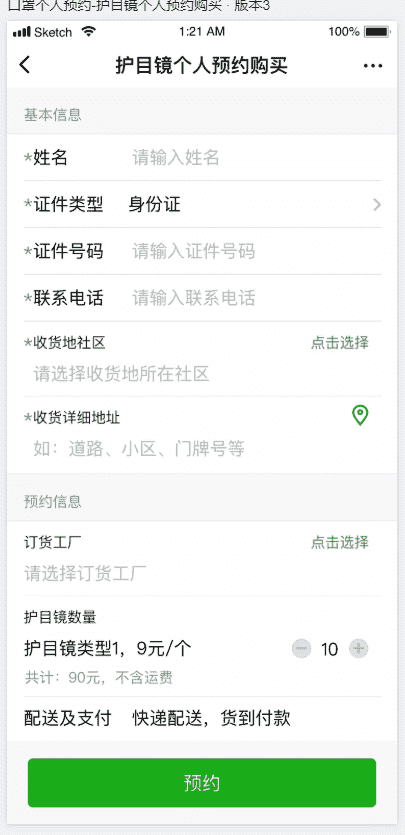 口罩个人预约-护目镜个人预约购买 · 版本3
Sketch 1:21 AM 100%
护目镜个人预约购买
基本信息
*姓名 请输入姓名
*证件类型 身份证
*证件号码 请输入证件号码
*联系电话 请输入联系电话
*收货地社区 点击选择
请选择收货地所在社区
*收货详细地址
如：道路、小区、门牌号等
预约信息
订货工厂 点击选择
请选择订货工厂
护目镜数量
护目镜类型1，9元/个 10
共计：90元，不含运费
配送及支付 快递配送，货到付款
预约